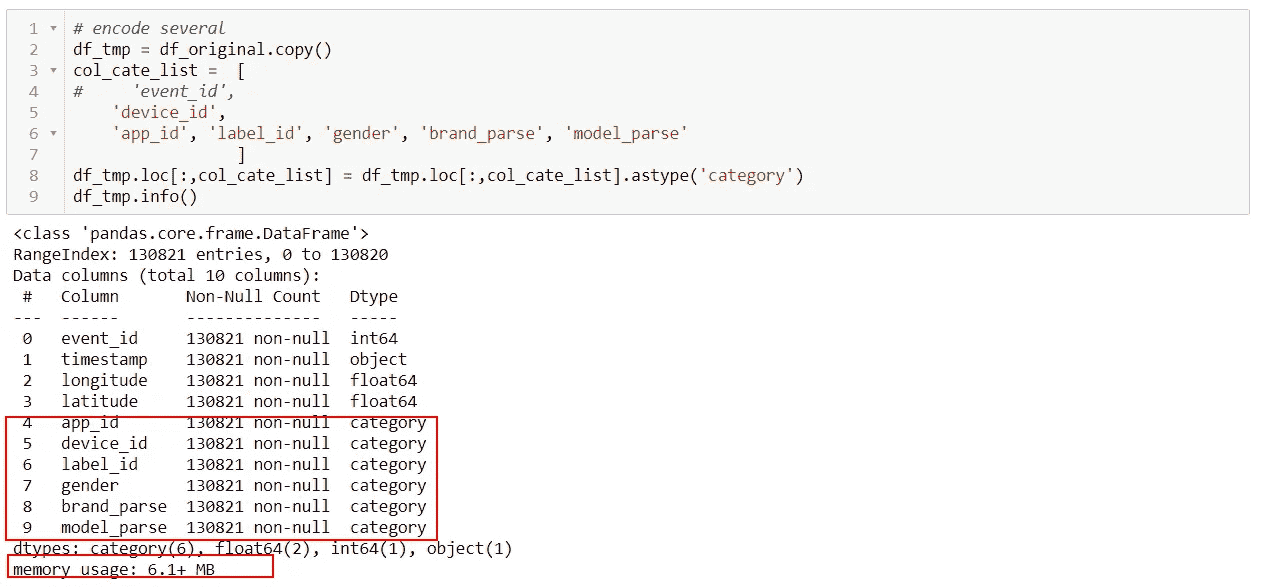 1 # encode several
2 df_tmp = df_original.copy()
3 col_cate_list =  [
4 #     'event_id',
5     'device_id',
6     'app_id', 'label_id', 'gender', 'brand_parse', 'model_parse'
7                  ]
8 df_tmp.loc[:,col_cate_list] = df_tmp.loc[:,col_cate_list].astype('category')
9 df_tmp.info()
<class 'pandas.core.frame.DataFrame'>
RangeIndex: 130821 entries, 0 to 130820
Data columns (total 10 columns):
 #   Column       Non-Null Count   Dtype
---  ------       --------------   -----
 0   event_id     130821 non-null  int64
 1   timestamp    130821 non-null  object
 2   longitude    130821 non-null  float64
 3   latitude     130821 non-null  float64
 4   app_id       130821 non-null  category
 5   device_id    130821 non-null  category
 6   label_id     130821 non-null  category
 7   gender       130821 non-null  category
 8   brand_parse  130821 non-null  category
 9   model_parse  130821 non-null  category
dtypes: category(6), float64(2), int64(1), object(1)
memory usage: 6.1+ MB